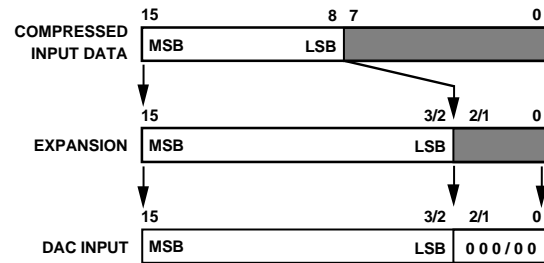 15 8 7 0
COMPRESSED
INPUT DATA
MSB LSB
15 3/2 2/1 0
EXPANSION MSB LSB
15 3/2 2/1 0
DAC INPUT MSB LSB 000/00